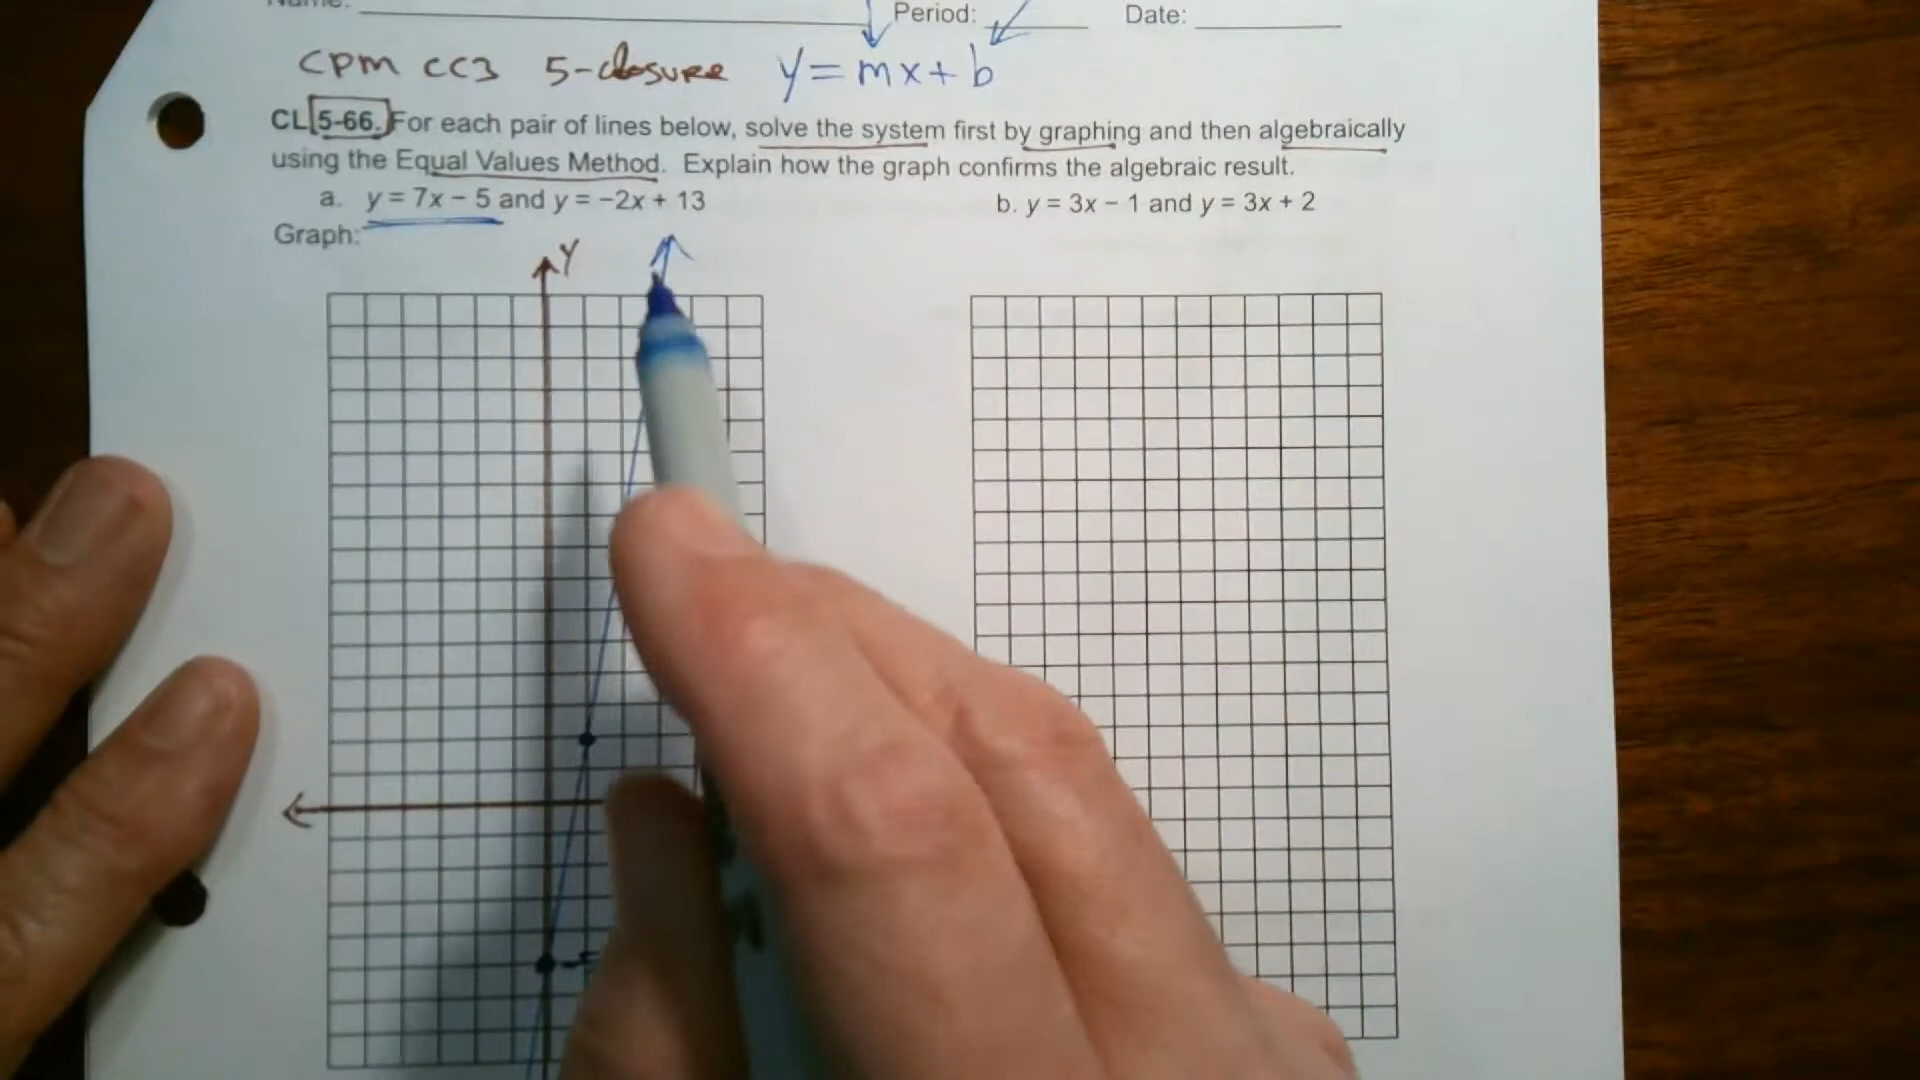 Name: Period: Date:
CPM CC3 5-closure y = mx + b
CL 5-66. For each pair of lines below, solve the system first by graphing and then algebraically
using the Equal Values Method. Explain how the graph confirms the algebraic result.
a. y = 7x – 5 and y = –2x + 13 b. y = 3x – 1 and y = 3x + 2
Graph:
Y